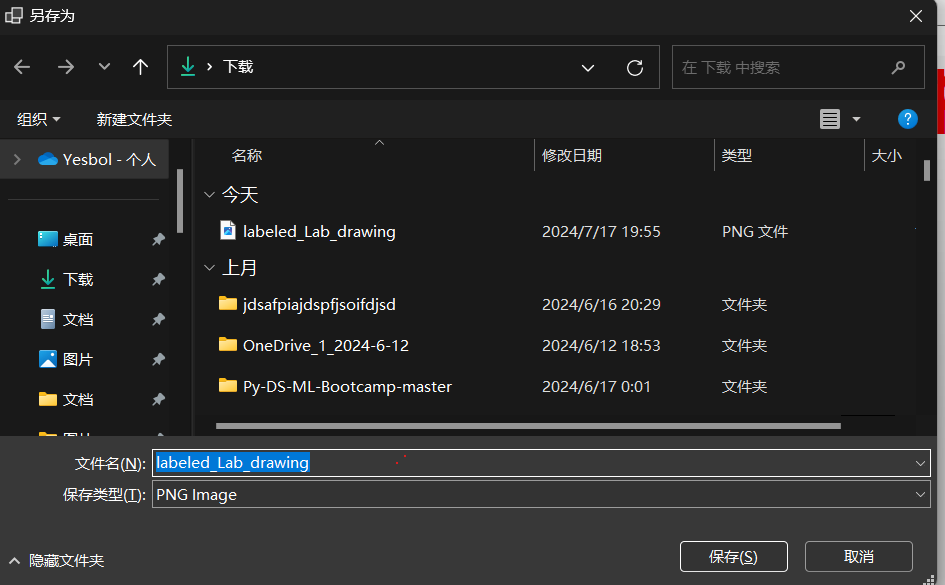 另存为
下载
在 下载 中搜索
组织
新建文件夹
?
Yesbol - 个人
名称
修改日期
类型
大小
今天
labeled_Lab_drawing
2024/7/17 19:55
PNG 文件
上月
jdsafpiajdspfjsoifdjsd
2024/6/16 20:29
文件夹
OneDrive_1_2024-6-12
2024/6/12 18:53
文件夹
Py-DS-ML-Bootcamp-master
2024/6/17 0:01
文件夹
桌面
下载
文档
图片
文档
文件名(N):
labeled_Lab_drawing
保存类型(T):
PNG Image
隐藏文件夹
保存(S)
取消